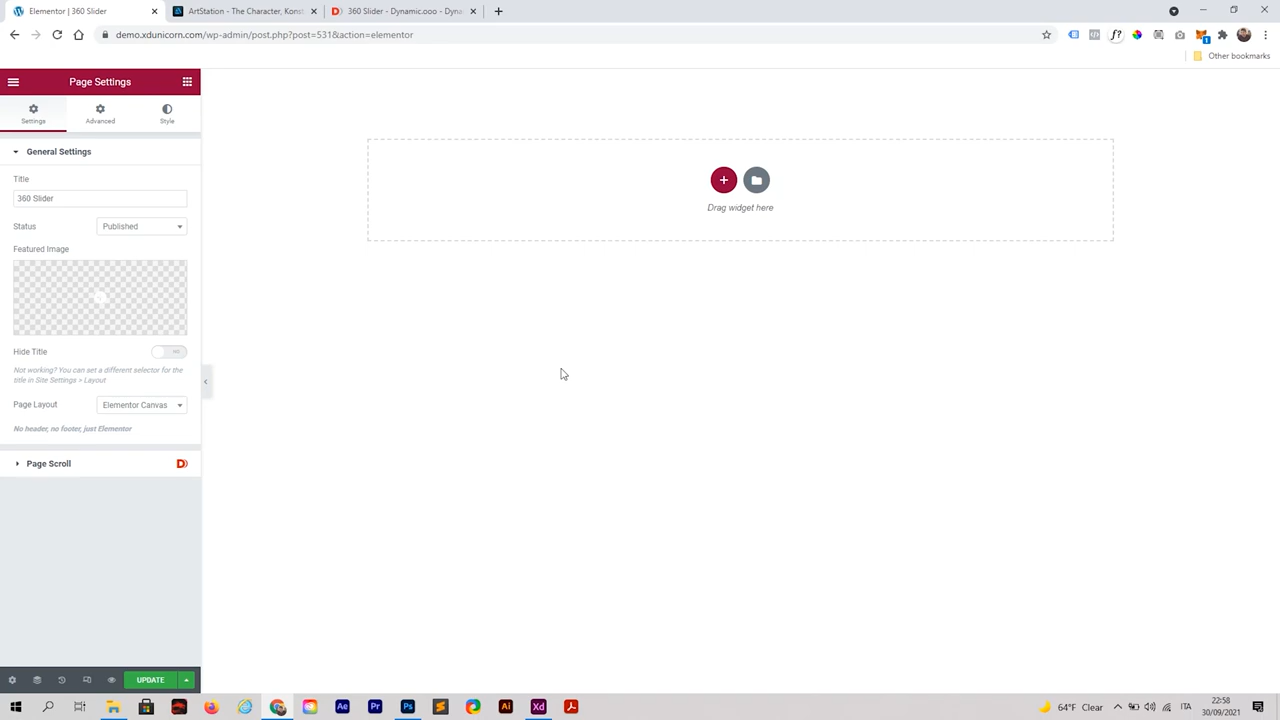 Elementor | 360 Slider
ArtStation - The Character, Konst
360 Slider - Dynamic.ooo - Dyna
demo.xdunicorn.com/wp-admin/post.php?post=531&action=elementor
Other bookmarks
Page Settings
Settings
Advanced
Style
General Settings
Title
360 Slider
Status
Published
Featured Image
Hide Title
NO
Not working? You can set a different selector for the
title in Site Settings > Layout
Page Layout
Elementor Canvas
No header, no footer, just Elementor
Page Scroll
UPDATE
Drag widget here
64°F Clear
ITA
22:58
30/09/2021